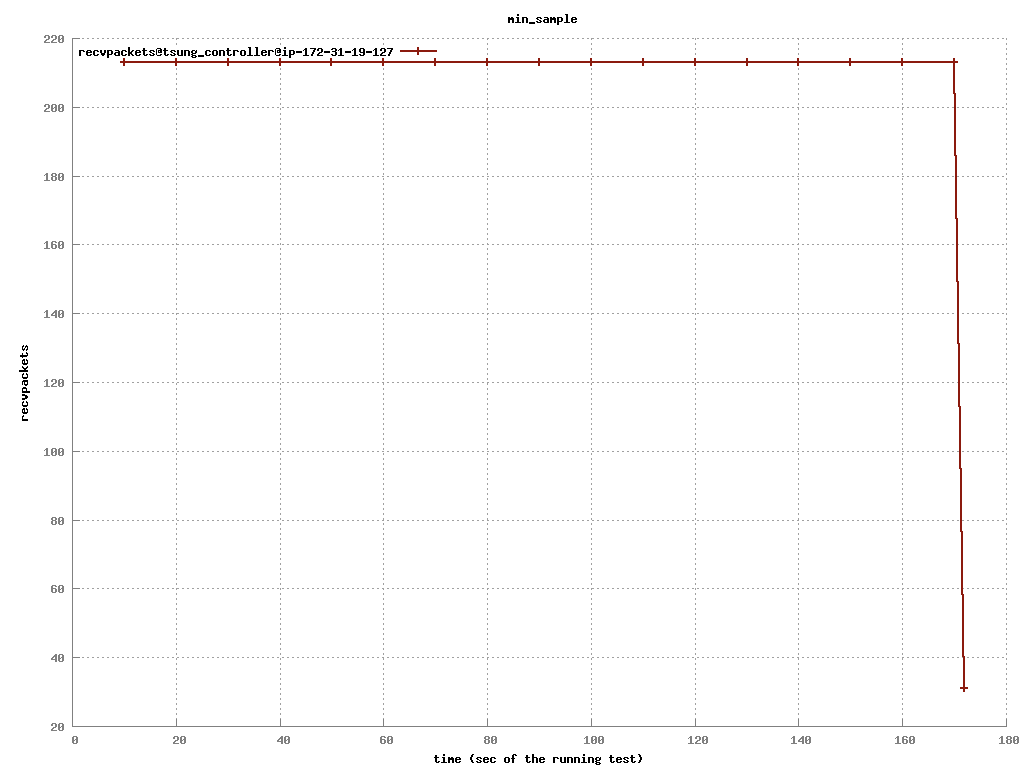 min_sample
220
recvpackets@tsung_controller@ip-172-31-19-127
200
180
160
140
recvpackets
120
100
80
60
40
20
0 20 40 60 80 100 120 140 160 180
time (sec of the running test)